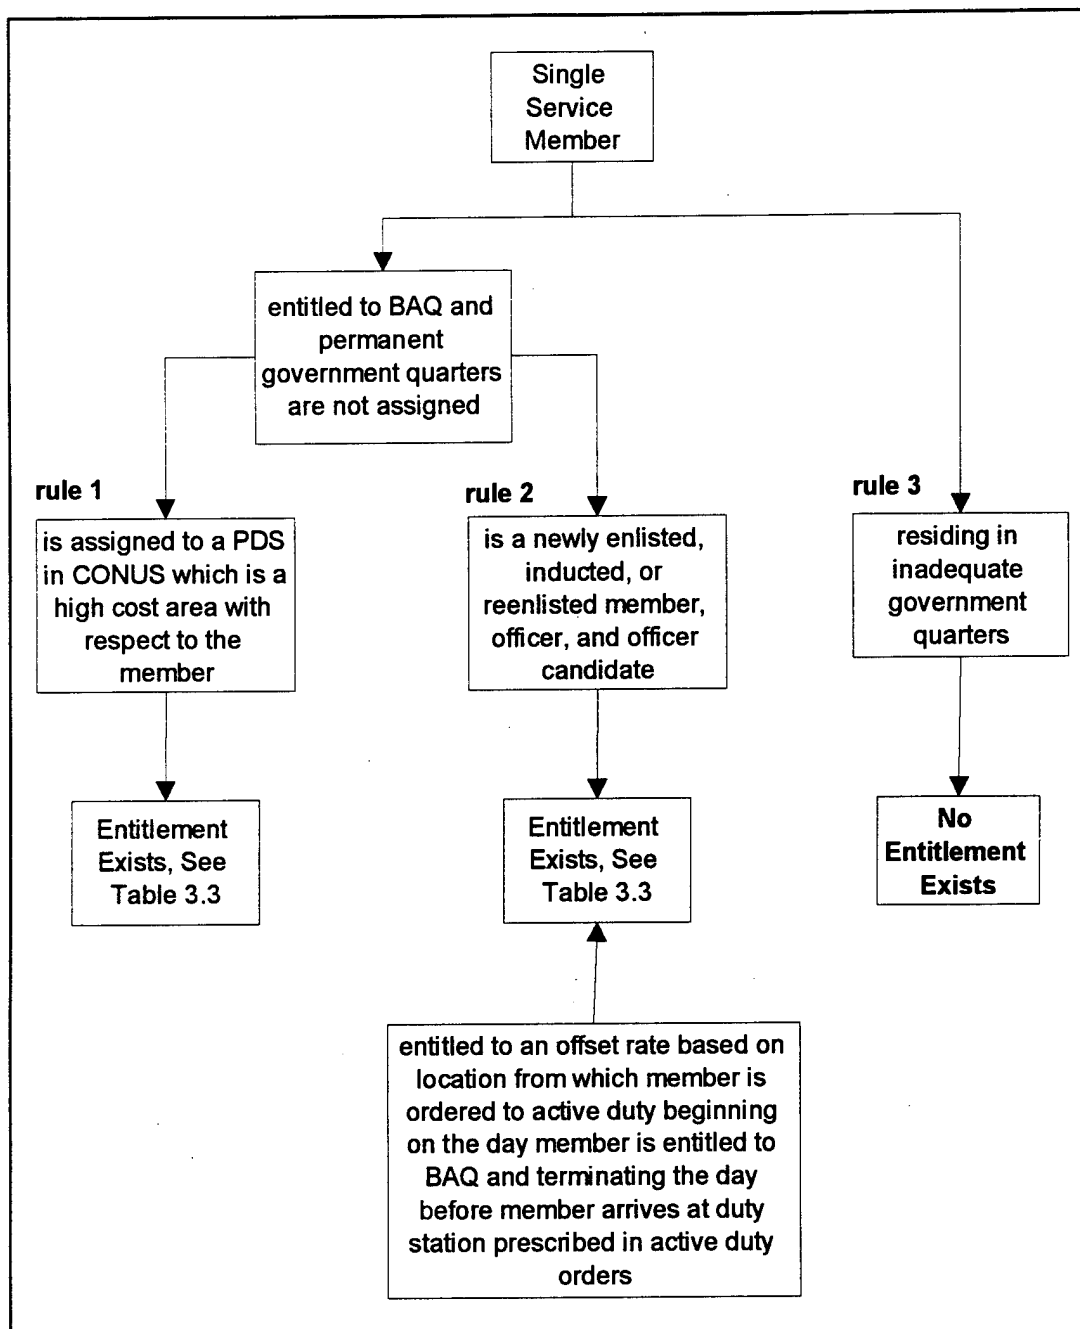 Single
Service
Member
entitled to BAQ and
permanent
government quarters
are not assigned
rule 1
is assigned to a PDS
in CONUS which is a
high cost area with
respect to the
member
Entitlement
Exists, See
Table 3.3
rule 2
is a newly enlisted,
inducted, or
reenlisted member,
officer, and officer
candidate
Entitlement
Exists, See
Table 3.3
entitled to an offset rate based on
location from which member is
ordered to active duty beginning
on the day member is entitled to
BAQ and terminating the day
before member arrives at duty
station prescribed in active duty
orders
rule 3
residing in
inadequate
government
quarters
No
Entitlement
Exists